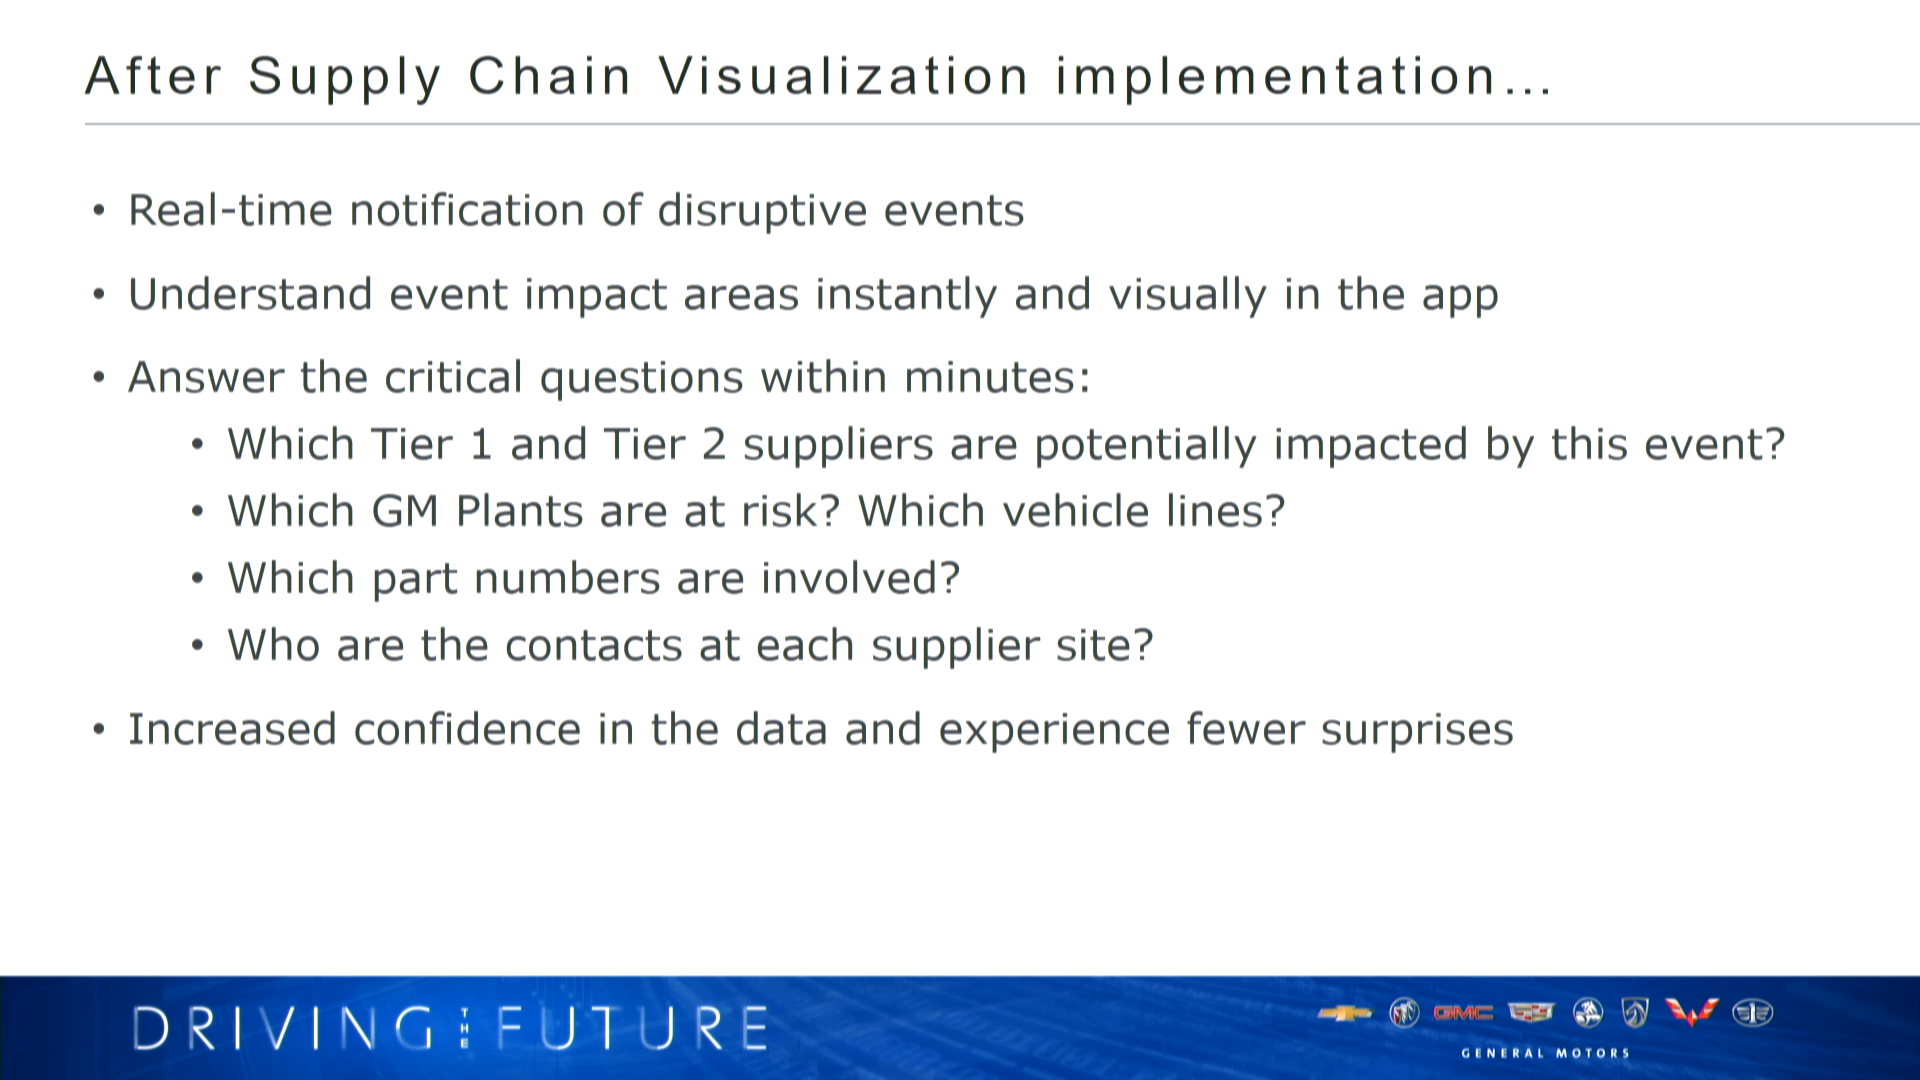 After Supply Chain Visualization implementation...
• Real-time notification of disruptive events
• Understand event impact areas instantly and visually in the app
• Answer the critical questions within minutes:
• Which Tier 1 and Tier 2 suppliers are potentially impacted by this event?
• Which GM Plants are at risk? Which vehicle lines?
• Which part numbers are involved?
• Who are the contacts at each supplier site?
• Increased confidence in the data and experience fewer surprises
DRIVING THE FUTURE
GMC
GENERAL MOTORS